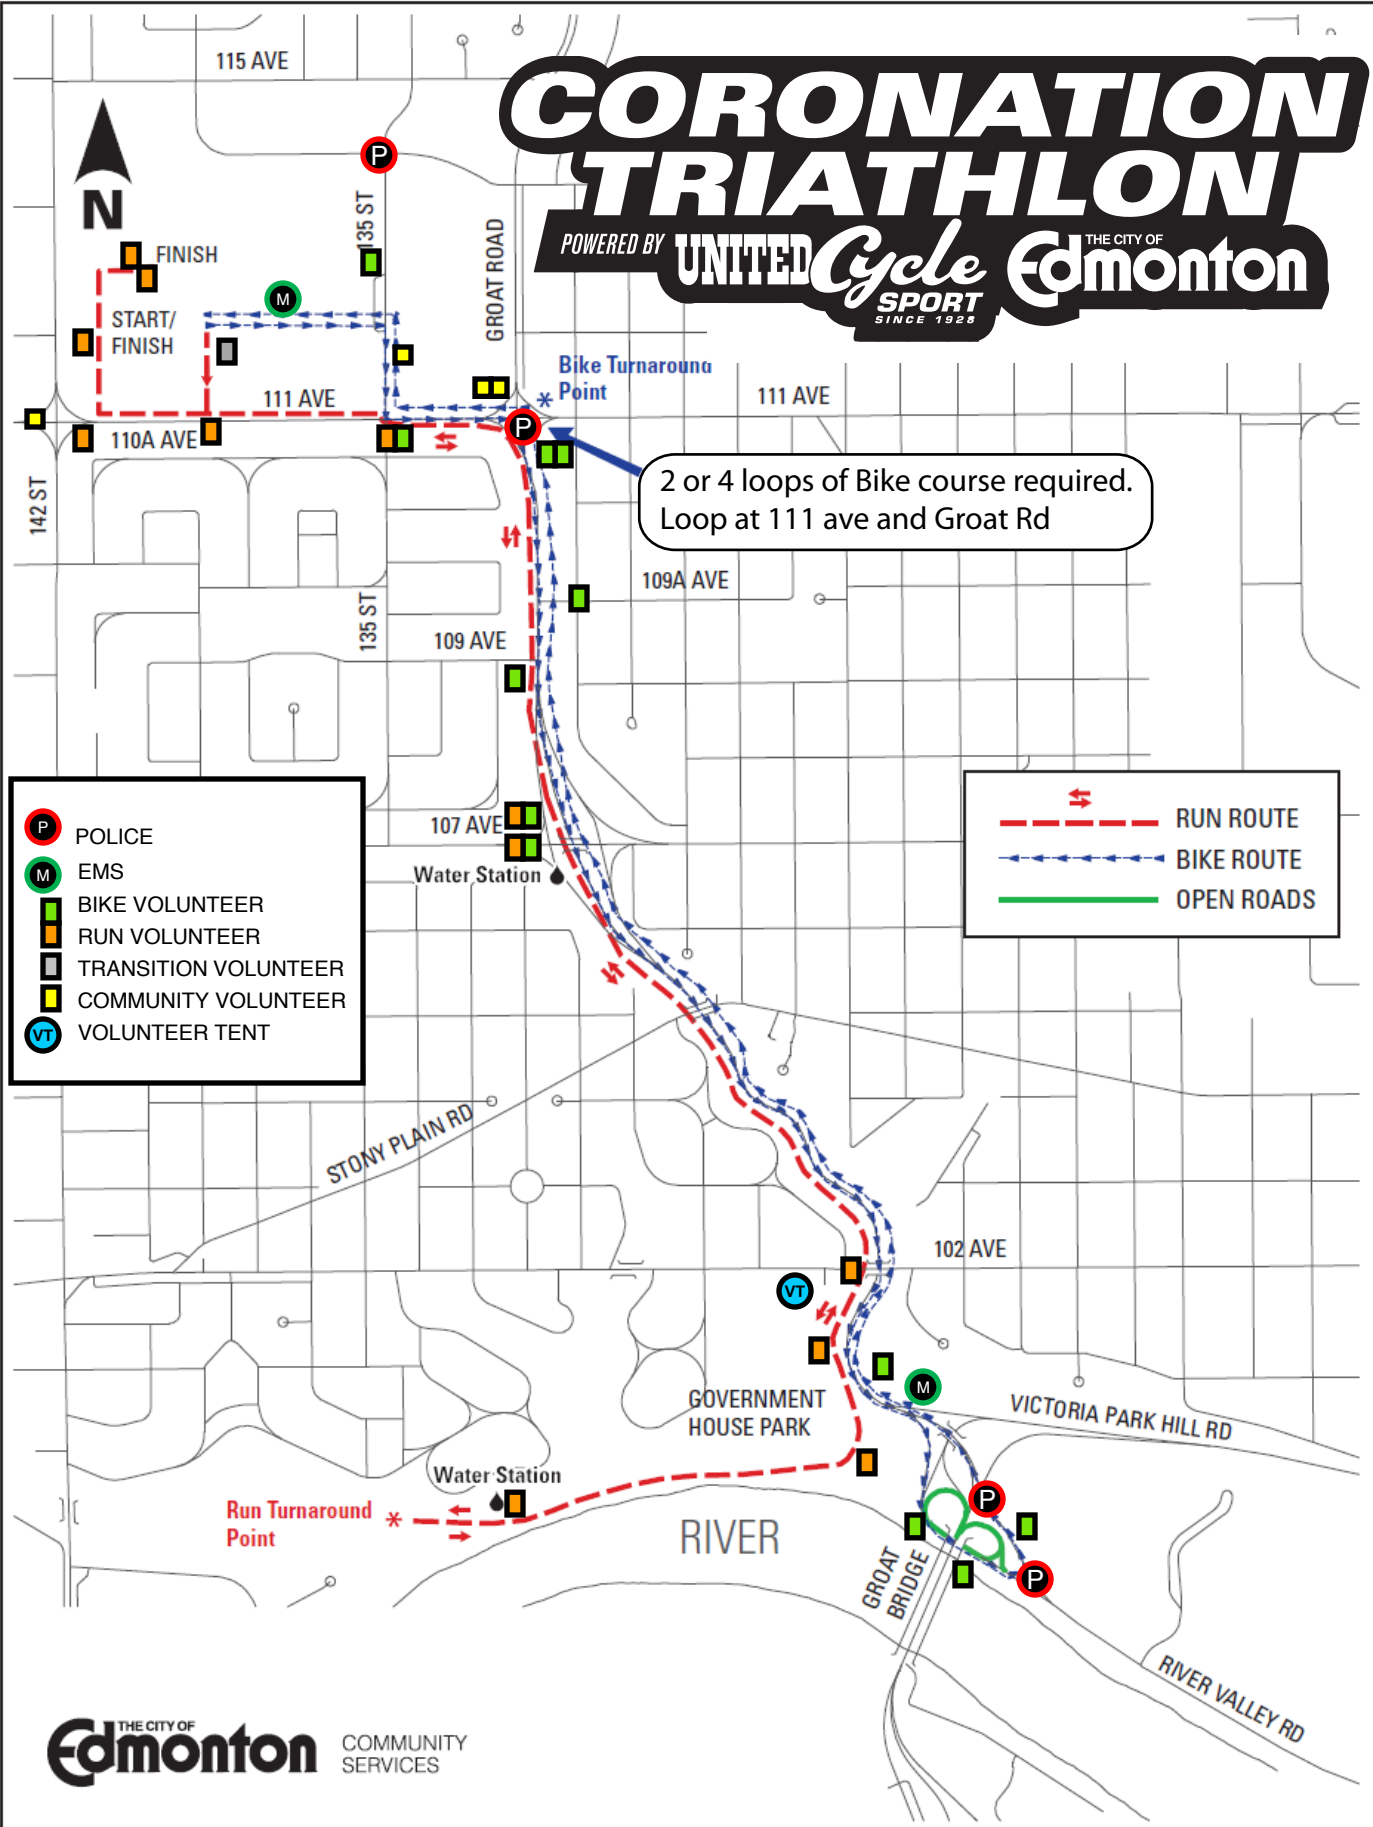 115 AVE
CORONATION
TRIATHLON
POWERED BY UNITED Cycle
SPORT
SINCE 1928
THE CITY OF
Edmonton
P
N
135 ST
GROAT ROAD
FINISH
M
START/
FINISH
Bike Turnaround
Point
*
111 AVE
111 AVE
110A AVE
P
142 ST
2 or 4 loops of Bike course required.
Loop at 111 ave and Groat Rd
109A AVE
135 ST
109 AVE
107 AVE
Water Station
P POLICE
M EMS
BIKE VOLUNTEER
RUN VOLUNTEER
TRANSITION VOLUNTEER
COMMUNITY VOLUNTEER
VT VOLUNTEER TENT
RUN ROUTE
BIKE ROUTE
OPEN ROADS
STONY PLAIN RD
102 AVE
VT
M
GOVERNMENT
HOUSE PARK
VICTORIA PARK HILL RD
Water Station
Run Turnaround
Point
*
P
RIVER
GROAT
BRIDGE
P
RIVER VALLEY RD
THE CITY OF
Edmonton
COMMUNITY
SERVICES